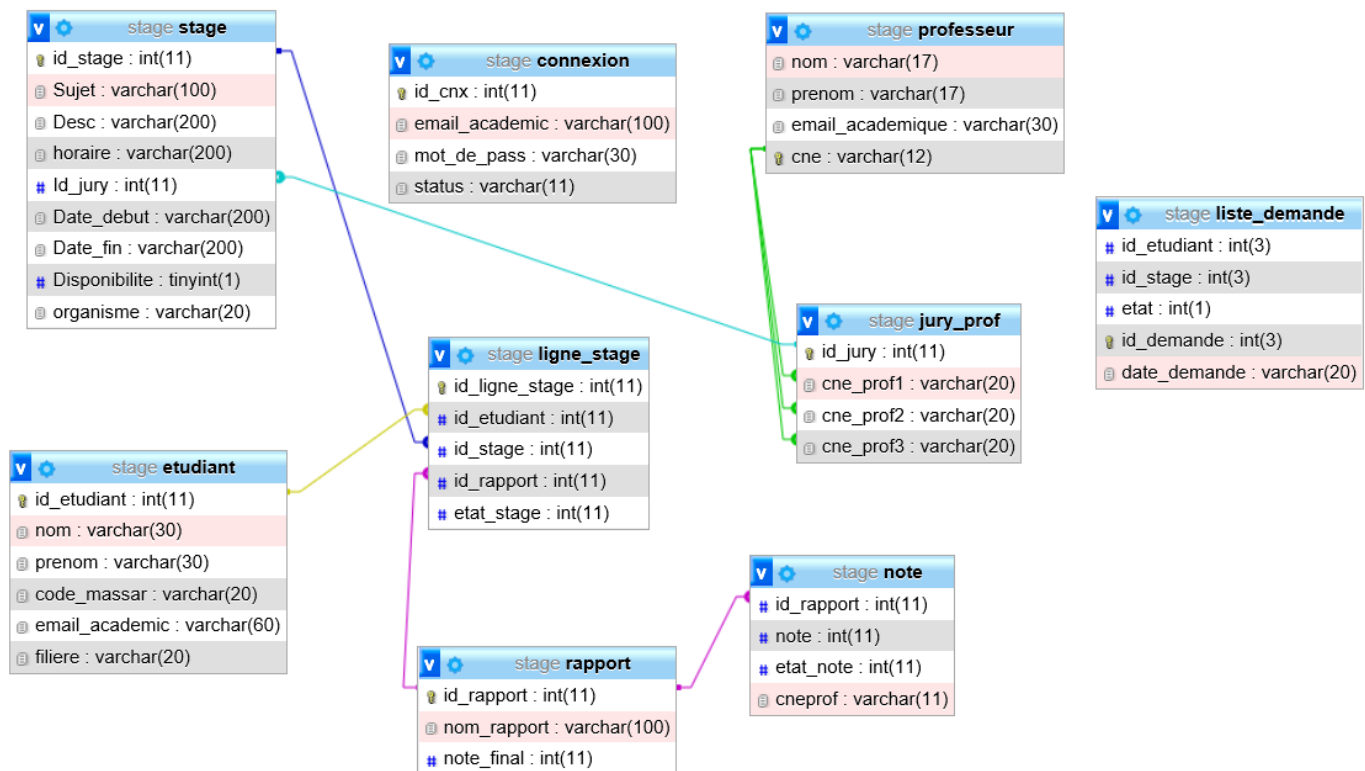 stage stage
id_stage : int(11)
Sujet : varchar(100)
Desc : varchar(200)
horaire : varchar(200)
Id_jury : int(11)
Date_debut : varchar(200)
Date_fin : varchar(200)
Disponibilite : tinyint(1)
organisme : varchar(20)
stage connexion
id_cnx : int(11)
email_academic : varchar(100)
mot_de_pass : varchar(30)
status : varchar(11)
stage professeur
nom : varchar(17)
prenom : varchar(17)
email_academique : varchar(30)
cne : varchar(12)
stage liste_demande
id_etudiant : int(3)
id_stage : int(3)
etat : int(1)
id_demande : int(3)
date_demande : varchar(20)
stage jury_prof
id_jury : int(11)
cne_prof1 : varchar(20)
cne_prof2 : varchar(20)
cne_prof3 : varchar(20)
stage ligne_stage
id_ligne_stage : int(11)
id_etudiant : int(11)
id_stage : int(11)
id_rapport : int(11)
etat_stage : int(11)
stage etudiant
id_etudiant : int(11)
nom : varchar(30)
prenom : varchar(30)
code_massar : varchar(20)
email_academic : varchar(60)
filiere : varchar(20)
stage note
id_rapport : int(11)
note : int(11)
etat_note : int(11)
cneprof : varchar(11)
stage rapport
id_rapport : int(11)
nom_rapport : varchar(100)
note_final : int(11)